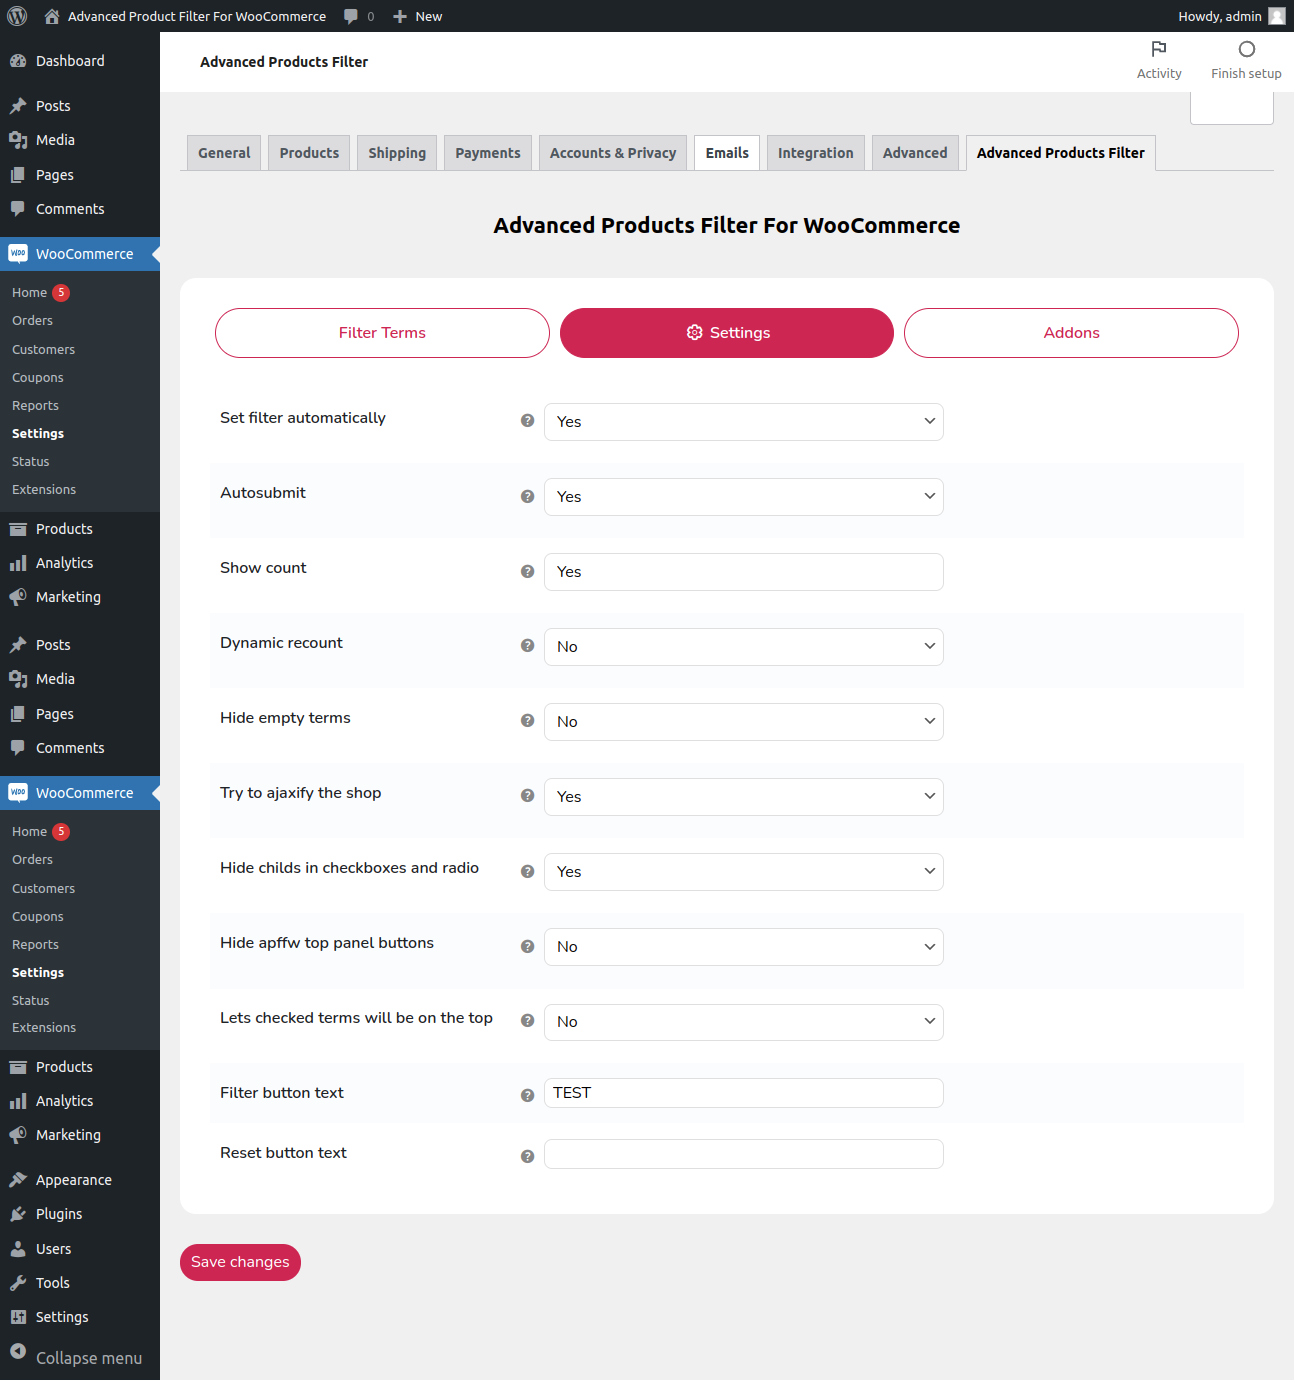 Advanced Product Filter For WooCommerce 0 New Howdy, admin
Dashboard
Posts
Media
Pages
Comments
WooCommerce
Home 5
Orders
Customers
Coupons
Reports
Settings
Status
Extensions
Products
Analytics
Marketing
Posts
Media
Pages
Comments
WooCommerce
Home 5
Orders
Customers
Coupons
Reports
Settings
Status
Extensions
Products
Analytics
Marketing
Appearance
Plugins
Users
Tools
Settings
Collapse menu
Advanced Products Filter
Activity Finish setup
General Products Shipping Payments Accounts & Privacy Emails Integration Advanced Advanced Products Filter
Advanced Products Filter For WooCommerce
Filter Terms Settings Addons
Set filter automatically ? Yes
Autosubmit ? Yes
Show count ? Yes
Dynamic recount ? No
Hide empty terms ? No
Try to ajaxify the shop ? Yes
Hide childs in checkboxes and radio ? Yes
Hide apffw top panel buttons ? No
Lets checked terms will be on the top ? No
Filter button text ? TEST
Reset button text ?
Save changes